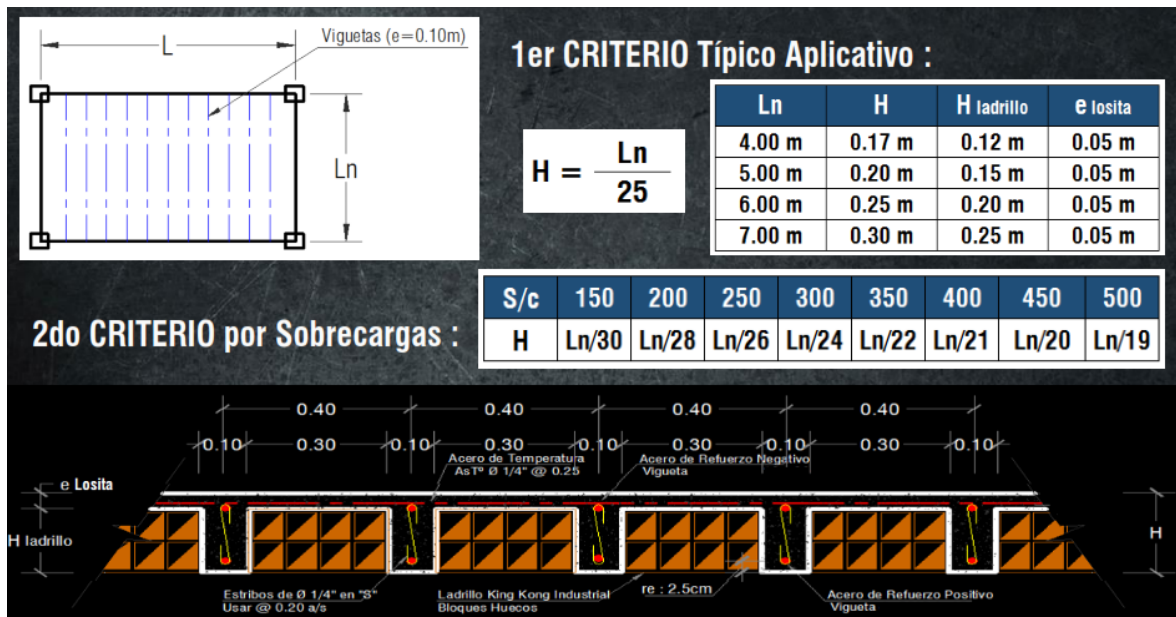 L
Viguetas (e=0.10m)
Ln
1er CRITERIO Típico Aplicativo :
H = Ln
25
Ln H H ladrillo e losita
4.00 m 0.17 m 0.12 m 0.05 m
5.00 m 0.20 m 0.15 m 0.05 m
6.00 m 0.25 m 0.20 m 0.05 m
7.00 m 0.30 m 0.25 m 0.05 m
2do CRITERIO por Sobrecargas :
S/c 150 200 250 300 350 400 450 500
H Ln/30 Ln/28 Ln/26 Ln/24 Ln/22 Ln/21 Ln/20 Ln/19
0.40 0.40 0.40 0.40
0.10 0.30 0.10 0.30 0.10 0.30 0.10 0.30 0.10
Acero de Temperatura
AsTº Ø 1/4" @ 0.25
Acero de Refuerzo Negativo
Vigueta
e Losita
H ladrillo
H
Estribos de Ø 1/4" en "S"
Usar @ 0.20 a/s
Ladrillo King Kong Industrial
Bloques Huecos
re : 2.5cm
Acero de Refuerzo Positivo
Vigueta